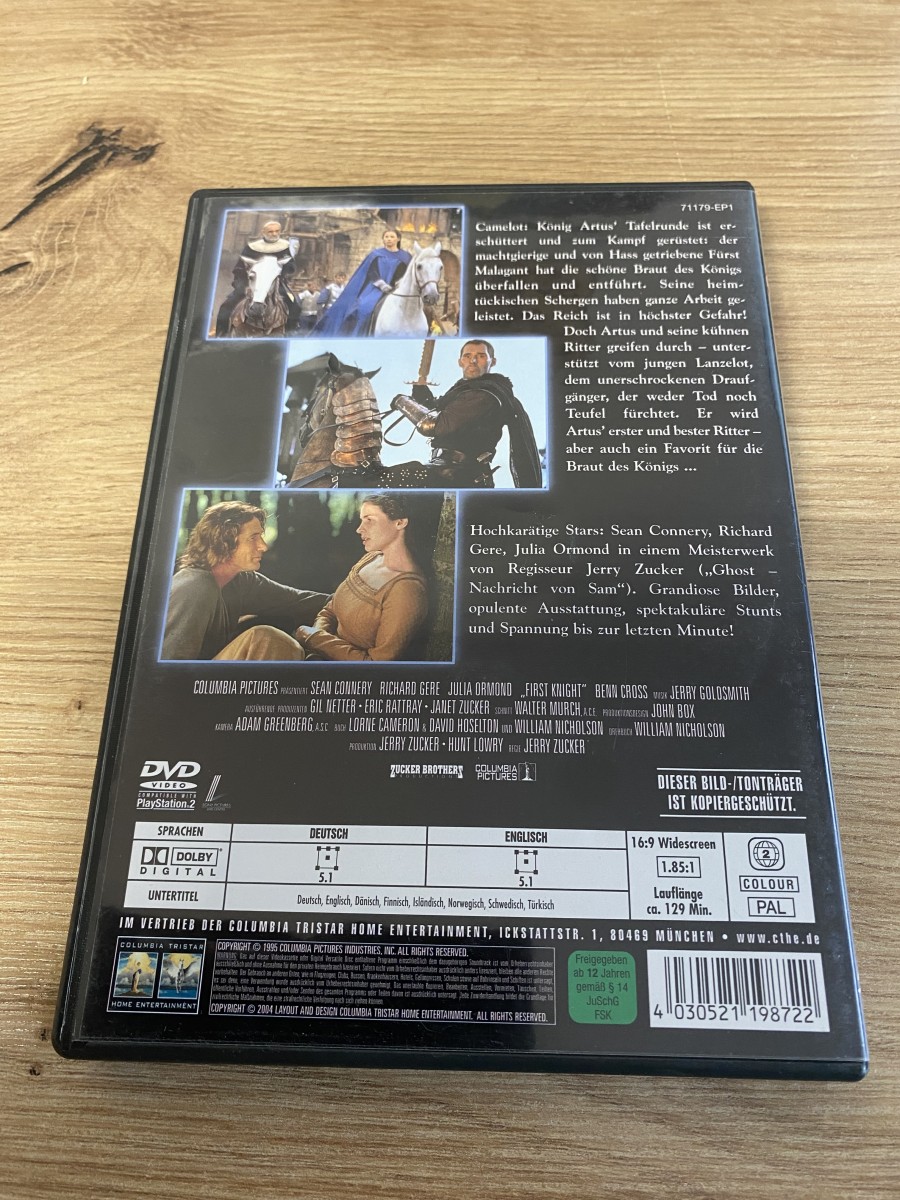 71179-EP1
Camelot: König Artus' Tafelrunde ist er-
schüttert und zum Kampf gerüstet: der
machtgierige und von Hass getriebene Fürst
Malagant hat die schöne Braut des Königs
überfallen und entführt. Seine heim-
tückischen Schergen haben ganze Arbeit ge-
leistet. Das Reich ist in höchster Gefahr!
Doch Artus und seine kühnen
Ritter greifen durch – unter-
stützt vom jungen Lanzelot,
dem unerschrockenen Drauf-
gänger, der weder Tod noch
Teufel fürchtet. Er wird
Artus' erster und bester Ritter –
aber auch ein Favorit für die
Braut des Königs ...
Hochkarätige Stars: Sean Connery, Richard
Gere, Julia Ormond in einem Meisterwerk
von Regisseur Jerry Zucker („Ghost –
Nachricht von Sam“). Grandiose Bilder,
opulente Ausstattung, spektakuläre Stunts
und Spannung bis zur letzten Minute!
COLUMBIA PICTURES PRÄSENTIERT SEAN CONNERY RICHARD GERE JULIA ORMOND „FIRST KNIGHT“ BENN CROSS MUSIK JERRY GOLDSMITH
AUSFÜHRENDE PRODUZENTEN GIL NETTER • ERIC RATTRAY • JANET ZUCKER SCHNITT WALTER MURCH, A.C.E. PRODUKTIONSDESIGN JOHN BOX
KAMERA ADAM GREENBERG, A.S.C. BUCH LORNE CAMERON & DAVID HOSELTON UND WILLIAM NICHOLSON DREHBUCH WILLIAM NICHOLSON
PRODUKTION JERRY ZUCKER • HUNT LOWRY REGIE JERRY ZUCKER
DVD
VIDEO
COMPATIBLE WITH
PlayStation.2
ZUCKER BROTHERS
PRODUCTIONS
COLUMBIA
PICTURES
DIESER BILD-/TONTRÄGER
IST KOPIERGESCHÜTZT.
SPRACHEN DEUTSCH ENGLISCH
DOLBY
DIGITAL
5.1 5.1
UNTERTITEL Deutsch, Englisch, Dänisch, Finnisch, Isländisch, Norwegisch, Schwedisch, Türkisch
16:9 Widescreen
1.85:1
Lauflänge
ca. 129 Min.
2
COLOUR
PAL
IM VERTRIEB DER COLUMBIA TRISTAR HOME ENTERTAINMENT, ICKSTATTSTR. 1, 80469 MÜNCHEN • www.cthe.de
COLUMBIA TRISTAR
HOME ENTERTAINMENT
COPYRIGHT © 1995 COLUMBIA PICTURES INDUSTRIES, INC. ALL RIGHTS RESERVED.
COPYRIGHT © 2004 LAYOUT AND DESIGN COLUMBIA TRISTAR HOME ENTERTAINMENT. ALL RIGHTS RESERVED.
Freigegeben
ab 12 Jahren
gemäß § 14
JuSchG
FSK
4 030521 198722